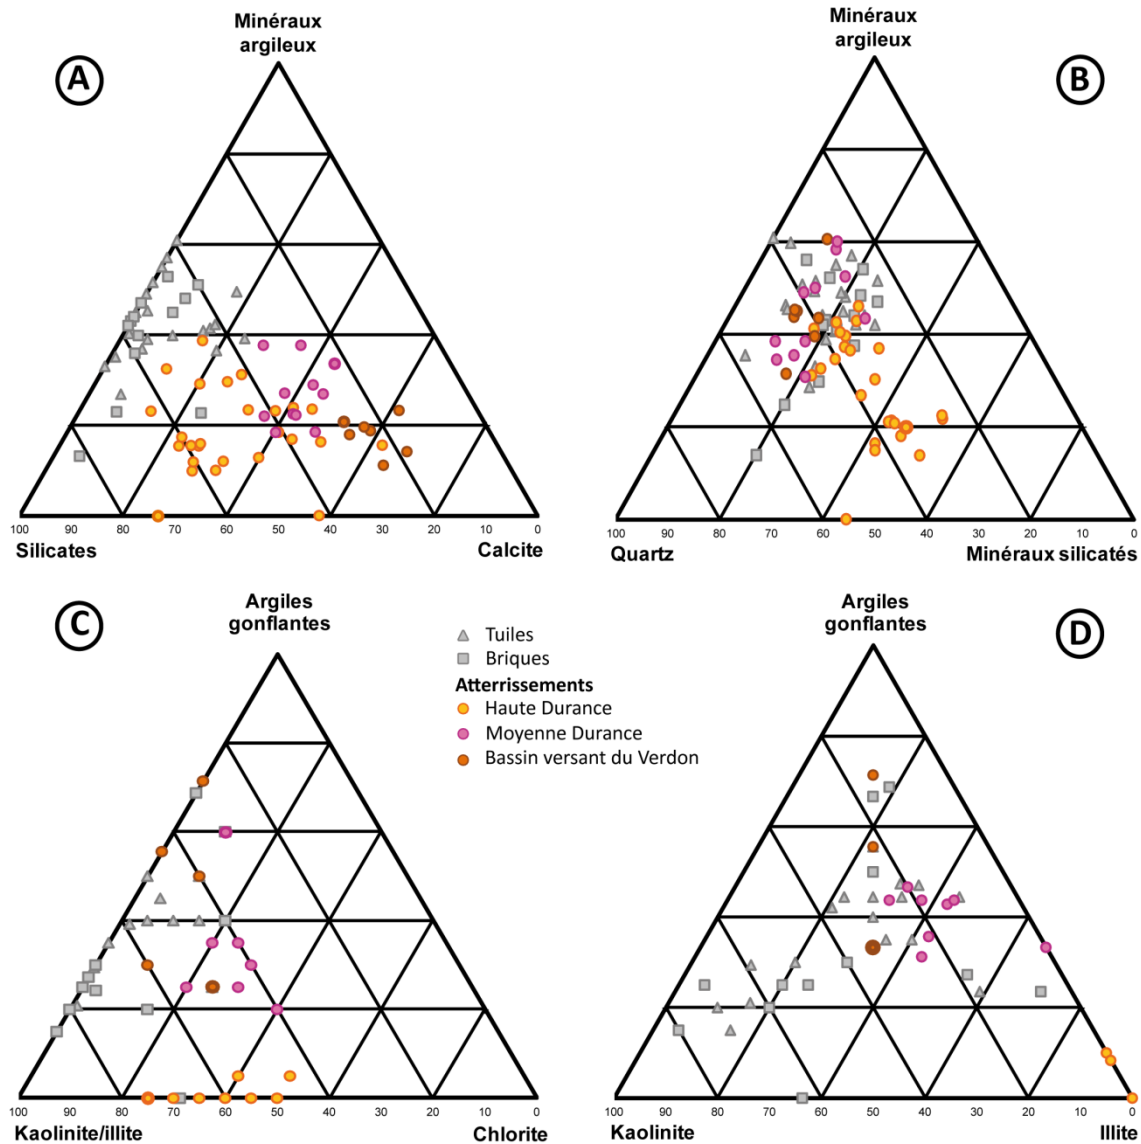 Minéraux
argileux
A
100 90 80 70 60 50 40 30 20 10 0
Silicates Calcite
Minéraux
argileux
B
100 90 80 70 60 50 40 30 20 10 0
Quartz Minéraux silicatés
C
Argiles
gonflantes
100 90 80 70 60 50 40 30 20 10 0
Kaolinite/illite Chlorite
Tuiles
Briques
Atterrissements
Haute Durance
Moyenne Durance
Bassin versant du Verdon
Argiles
gonflantes
D
100 90 80 70 60 50 40 30 20 10 0
Kaolinite Illite